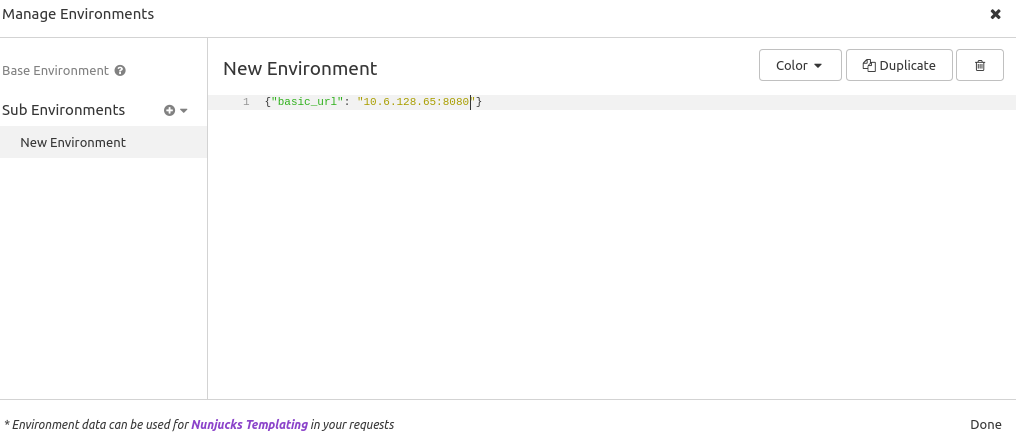 Manage Environments
Base Environment
Sub Environments
New Environment
New Environment
Color
Duplicate
1 {"basic_url": "10.6.128.65:8080"}
* Environment data can be used for Nunjucks Templating in your requests
Done